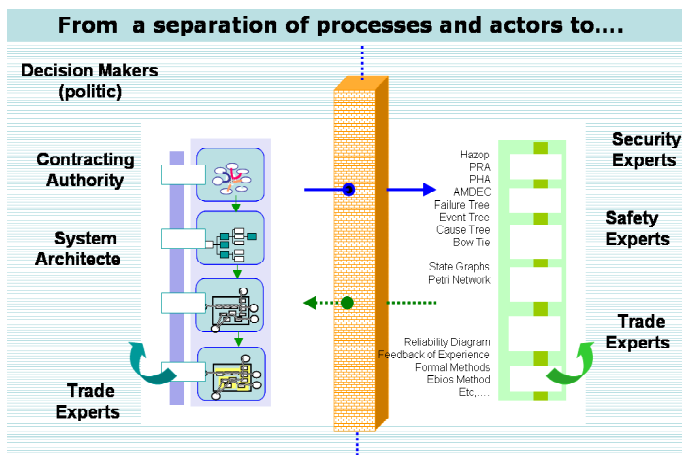 From a separation of processes and actors to....
Decision Makers
(politic)
Contracting
Authority
System
Architecte
Trade
Experts
Hazop
PRA
PHA
AMDEC
Failure Tree
Event Tree
Cause Tree
Bow Tie
State Graphs
Petri Network
Reliability Diagram
Feedback of Experience
Formal Methods
Ebios Method
Etc,....
Security
Experts
Safety
Experts
Trade
Experts